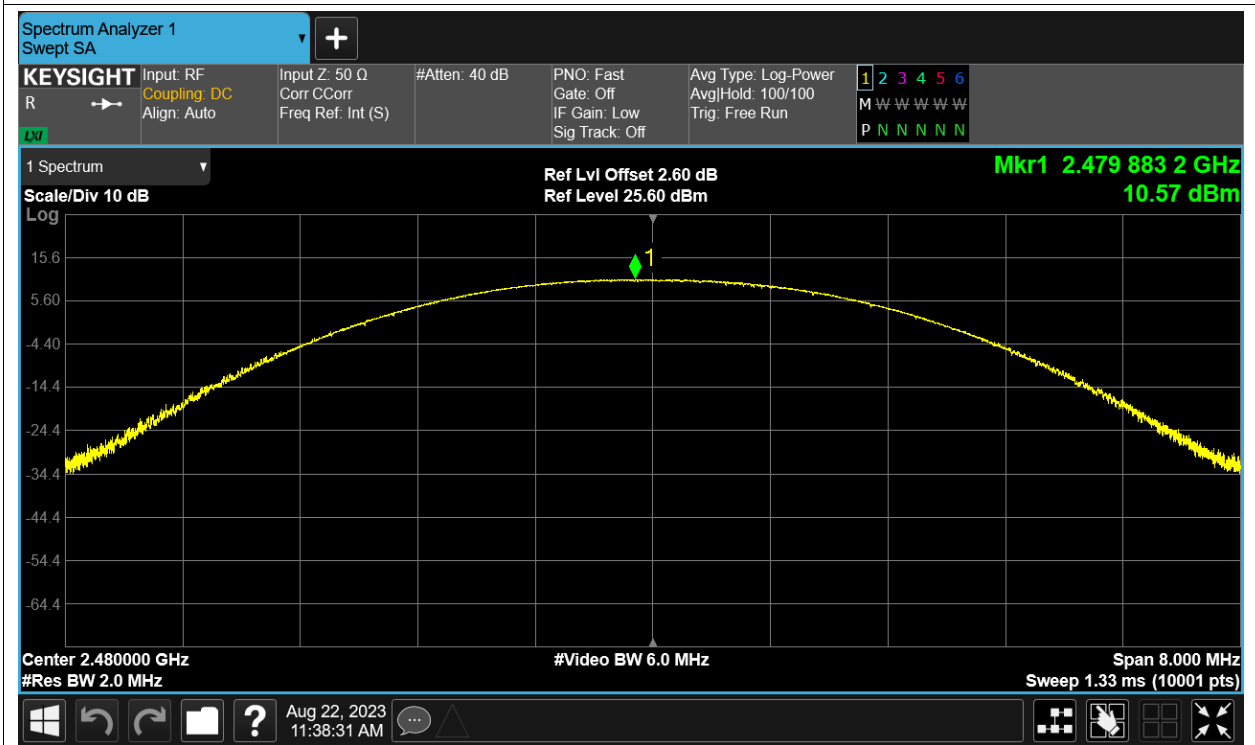 Spectrum Analyzer 1
Swept SA
KEYSIGHT
R
LXI
Input: RF
Coupling: DC
Align: Auto
Input Z: 50 Ω
Corr CCorr
Freq Ref: Int (S)
#Atten: 40 dB
PNO: Fast
Gate: Off
IF Gain: Low
Sig Track: Off
Avg Type: Log-Power
Avg|Hold: 100/100
Trig: Free Run
1 2 3 4 5 6
M W W W W W
P N N N N N
1 Spectrum
Scale/Div 10 dB
Log
Ref Lvl Offset 2.60 dB
Ref Level 25.60 dBm
Mkr1 2.479 883 2 GHz
10.57 dBm
1
15.6
5.60
-4.40
-14.4
-24.4
-34.4
-44.4
-54.4
-64.4
Center 2.480000 GHz
#Res BW 2.0 MHz
#Video BW 6.0 MHz
Span 8.000 MHz
Sweep 1.33 ms (10001 pts)
?
Aug 22, 2023
11:38:31 AM